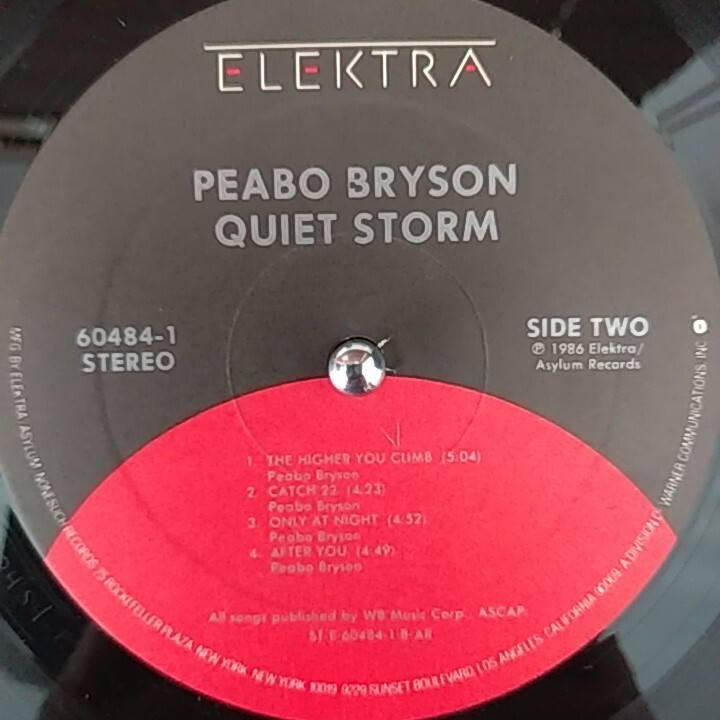 ELEKTRA
PEABO BRYSON
QUIET STORM
60484-1
STEREO
SIDE TWO
℗ 1986 Elektra/
Asylum Records
1. THE HIGHER YOU CLIMB (5:04)
Peabo Bryson
2. CATCH 22 (4:23)
Peabo Bryson
3. ONLY AT NIGHT (4:52)
Peabo Bryson
4. AFTER YOU (4:49)
Peabo Bryson
All songs published by WB Music Corp. ASCAP.
ST-E-60484-1-B-AR
MFG. BY ELEKTRA ASYLUM NONESUCH RECORDS 75 ROCKEFELLER PLAZA, NEW YORK, NEW YORK 10019 9229 SUNSET BOULEVARD, LOS ANGELES, CALIFORNIA 90069 A DIVISION OF WARNER COMMUNICATIONS, INC.